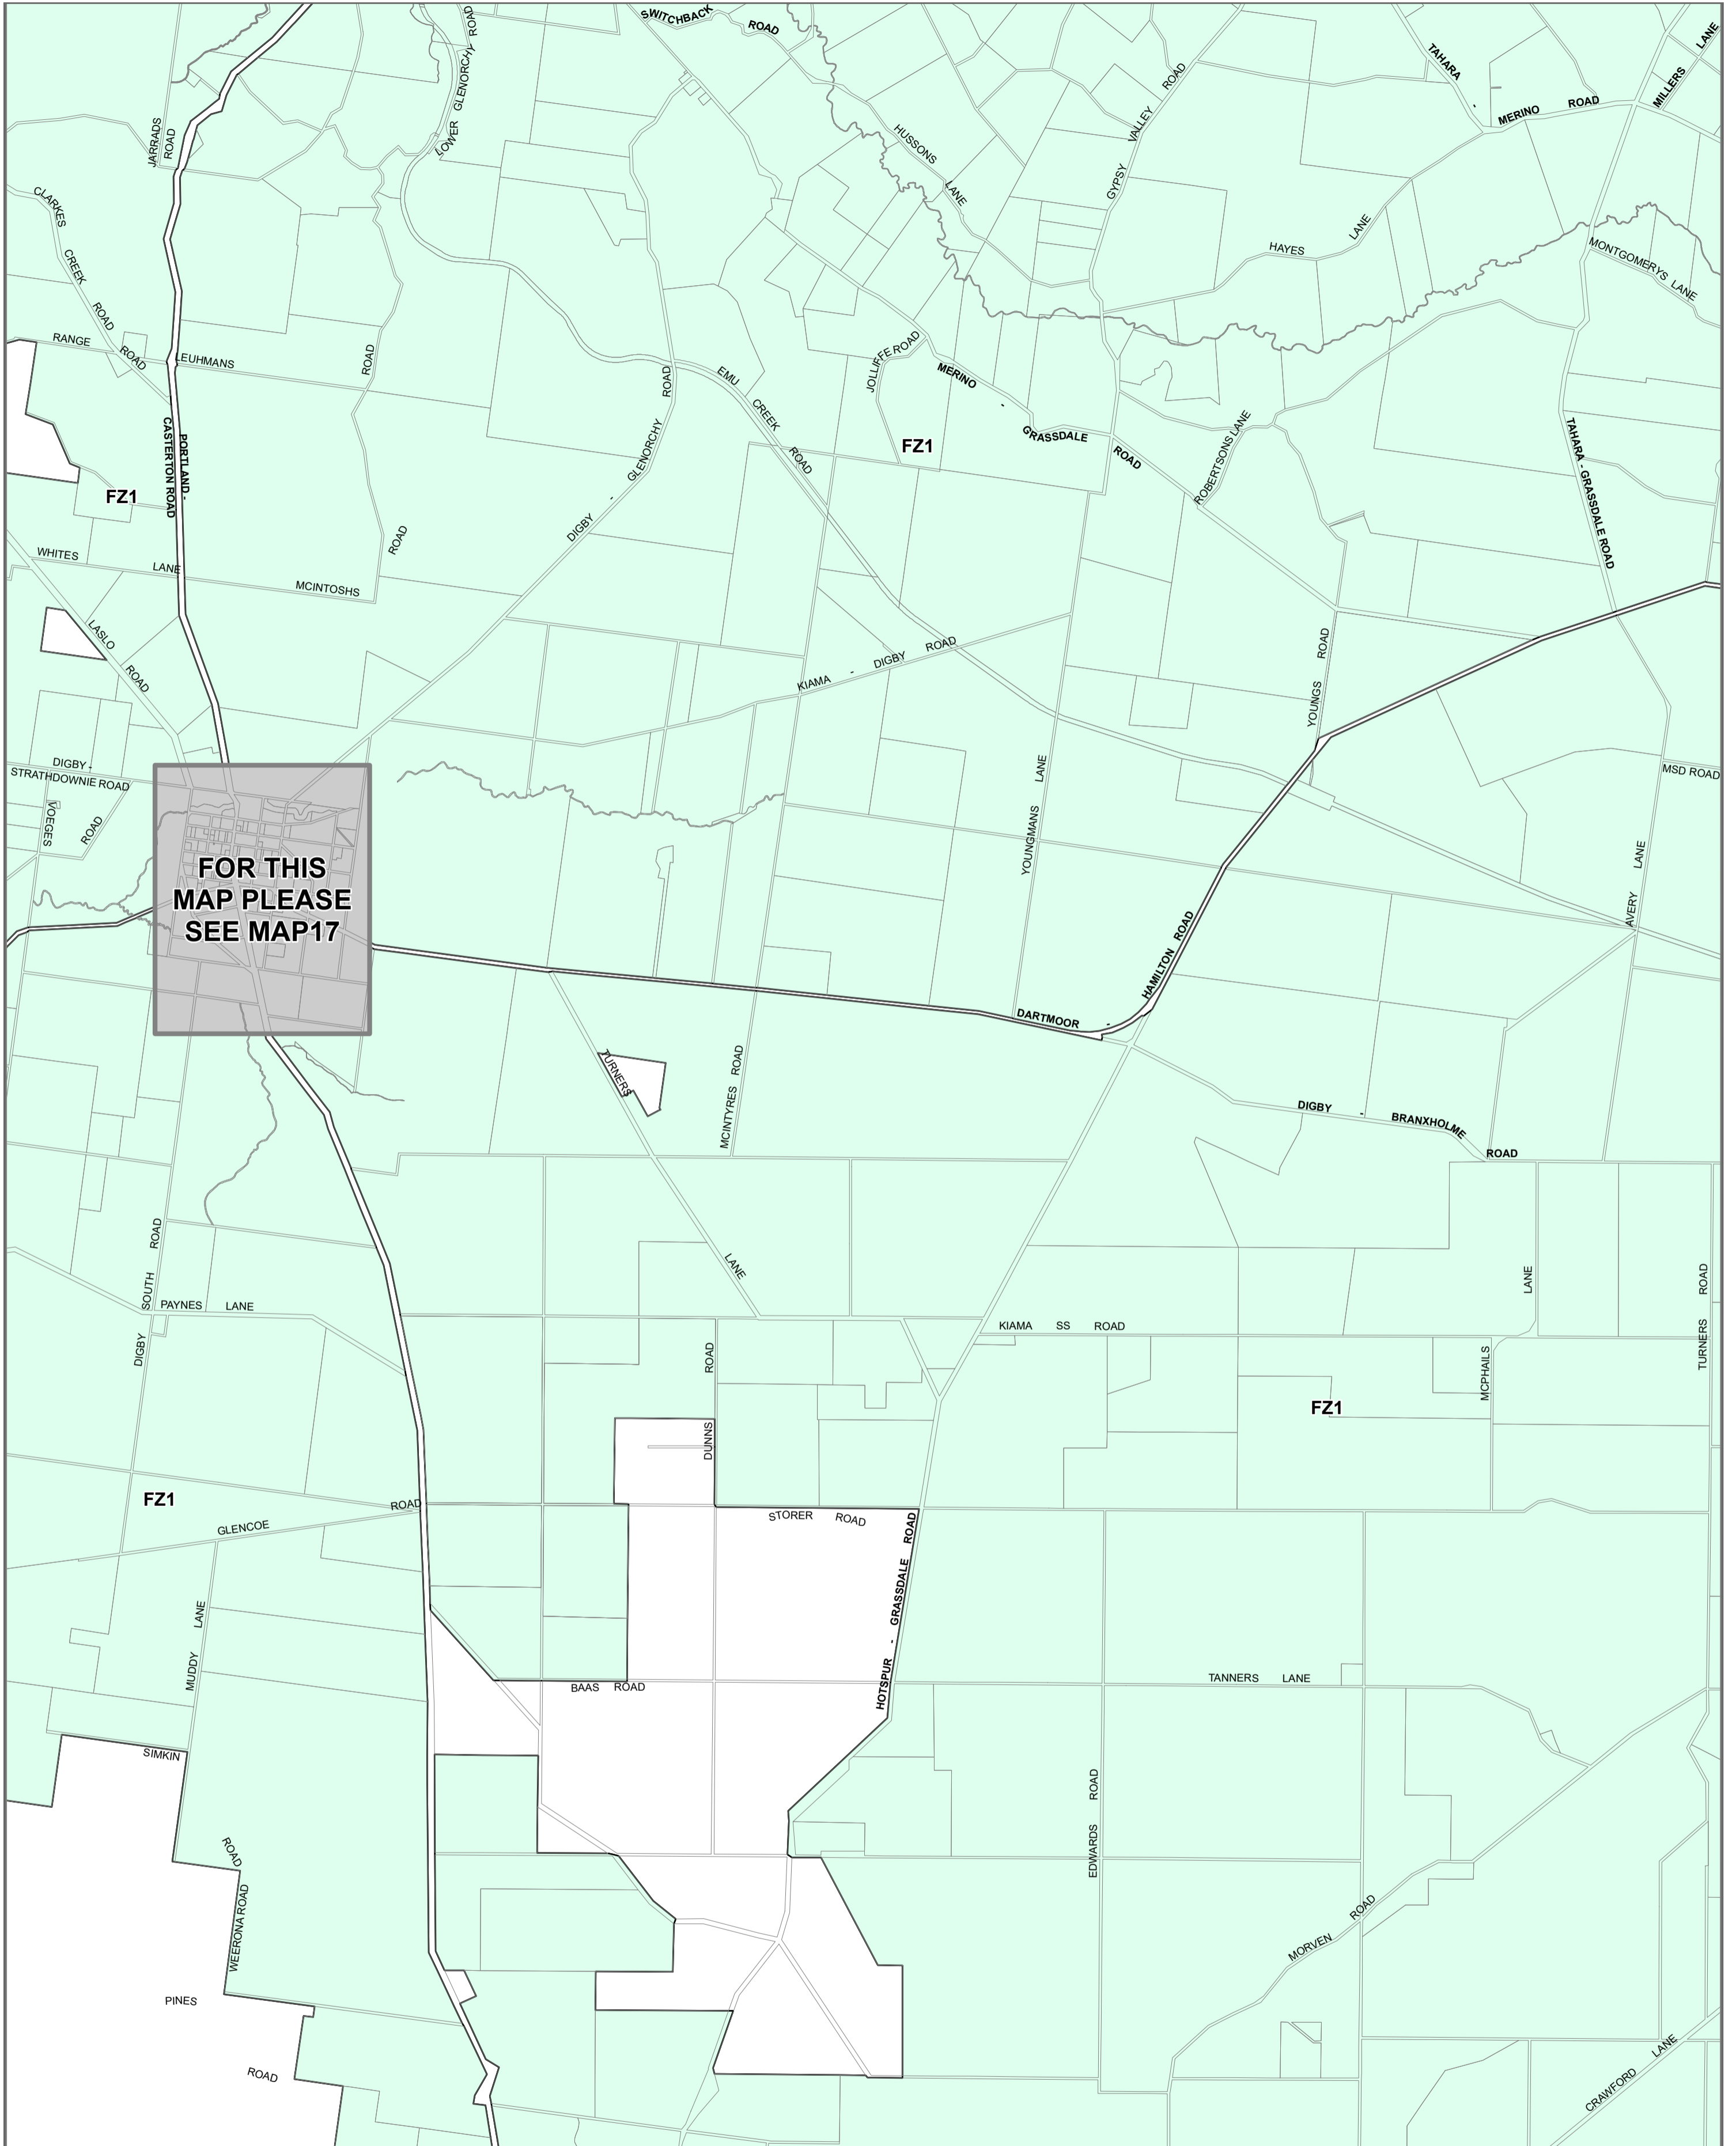 SWITCHBACK
ROAD
ROAD
GLENORCHY
LOWER
TAHARA
-
MERINO
ROAD
MILLERS
LANE
JARRADS
ROAD
HUSSONS
LANE
GYPSY
VALLEY
ROAD
HAYES
LANE
MONTGOMERYS
LANE
CLARKES
CREEK
ROAD
RANGE
ROAD
LEUHMANS
ROAD
ROAD
EMU
CREEK
ROAD
JOLLIFFE ROAD
MERINO
-
GRASSDALE
ROAD
ROBERTSONS LANE
TAHARA - GRASSDALE ROAD
FZ1
FZ1
PORTLAND -
CASTERTON ROAD
DIGBY
-
GLENORCHY
ROAD
WHITES
LANE
MCINTOSHS
LASLO
ROAD
KIAMA
-
DIGBY
ROAD
YOUNGS
ROAD
DIGBY -
STRATHDOWNIE ROAD
VOEGES
ROAD
YOUNGMANS
LANE
MSD ROAD
AVERY
LANE
FOR THIS
MAP PLEASE
SEE MAP17
DARTMOOR
-
HAMILTON
ROAD
TURNERS
LANE
MCINTYRES
ROAD
DIGBY
-
BRANXHOLME
ROAD
DIGBY
SOUTH
ROAD
PAYNES
LANE
KIAMA
SS
ROAD
LANE
MCPHAILS
TURNERS
ROAD
DUNNS
ROAD
FZ1
FZ1
ROAD
GLENCOE
STORER
ROAD
HOTSPUR
-
GRASSDALE
ROAD
MUDDY
LANE
BAAS
ROAD
TANNERS
LANE
SIMKIN
ROAD
WEERONA ROAD
EDWARDS
ROAD
MORVEN
ROAD
PINES
ROAD
CRAWFORD
LANE